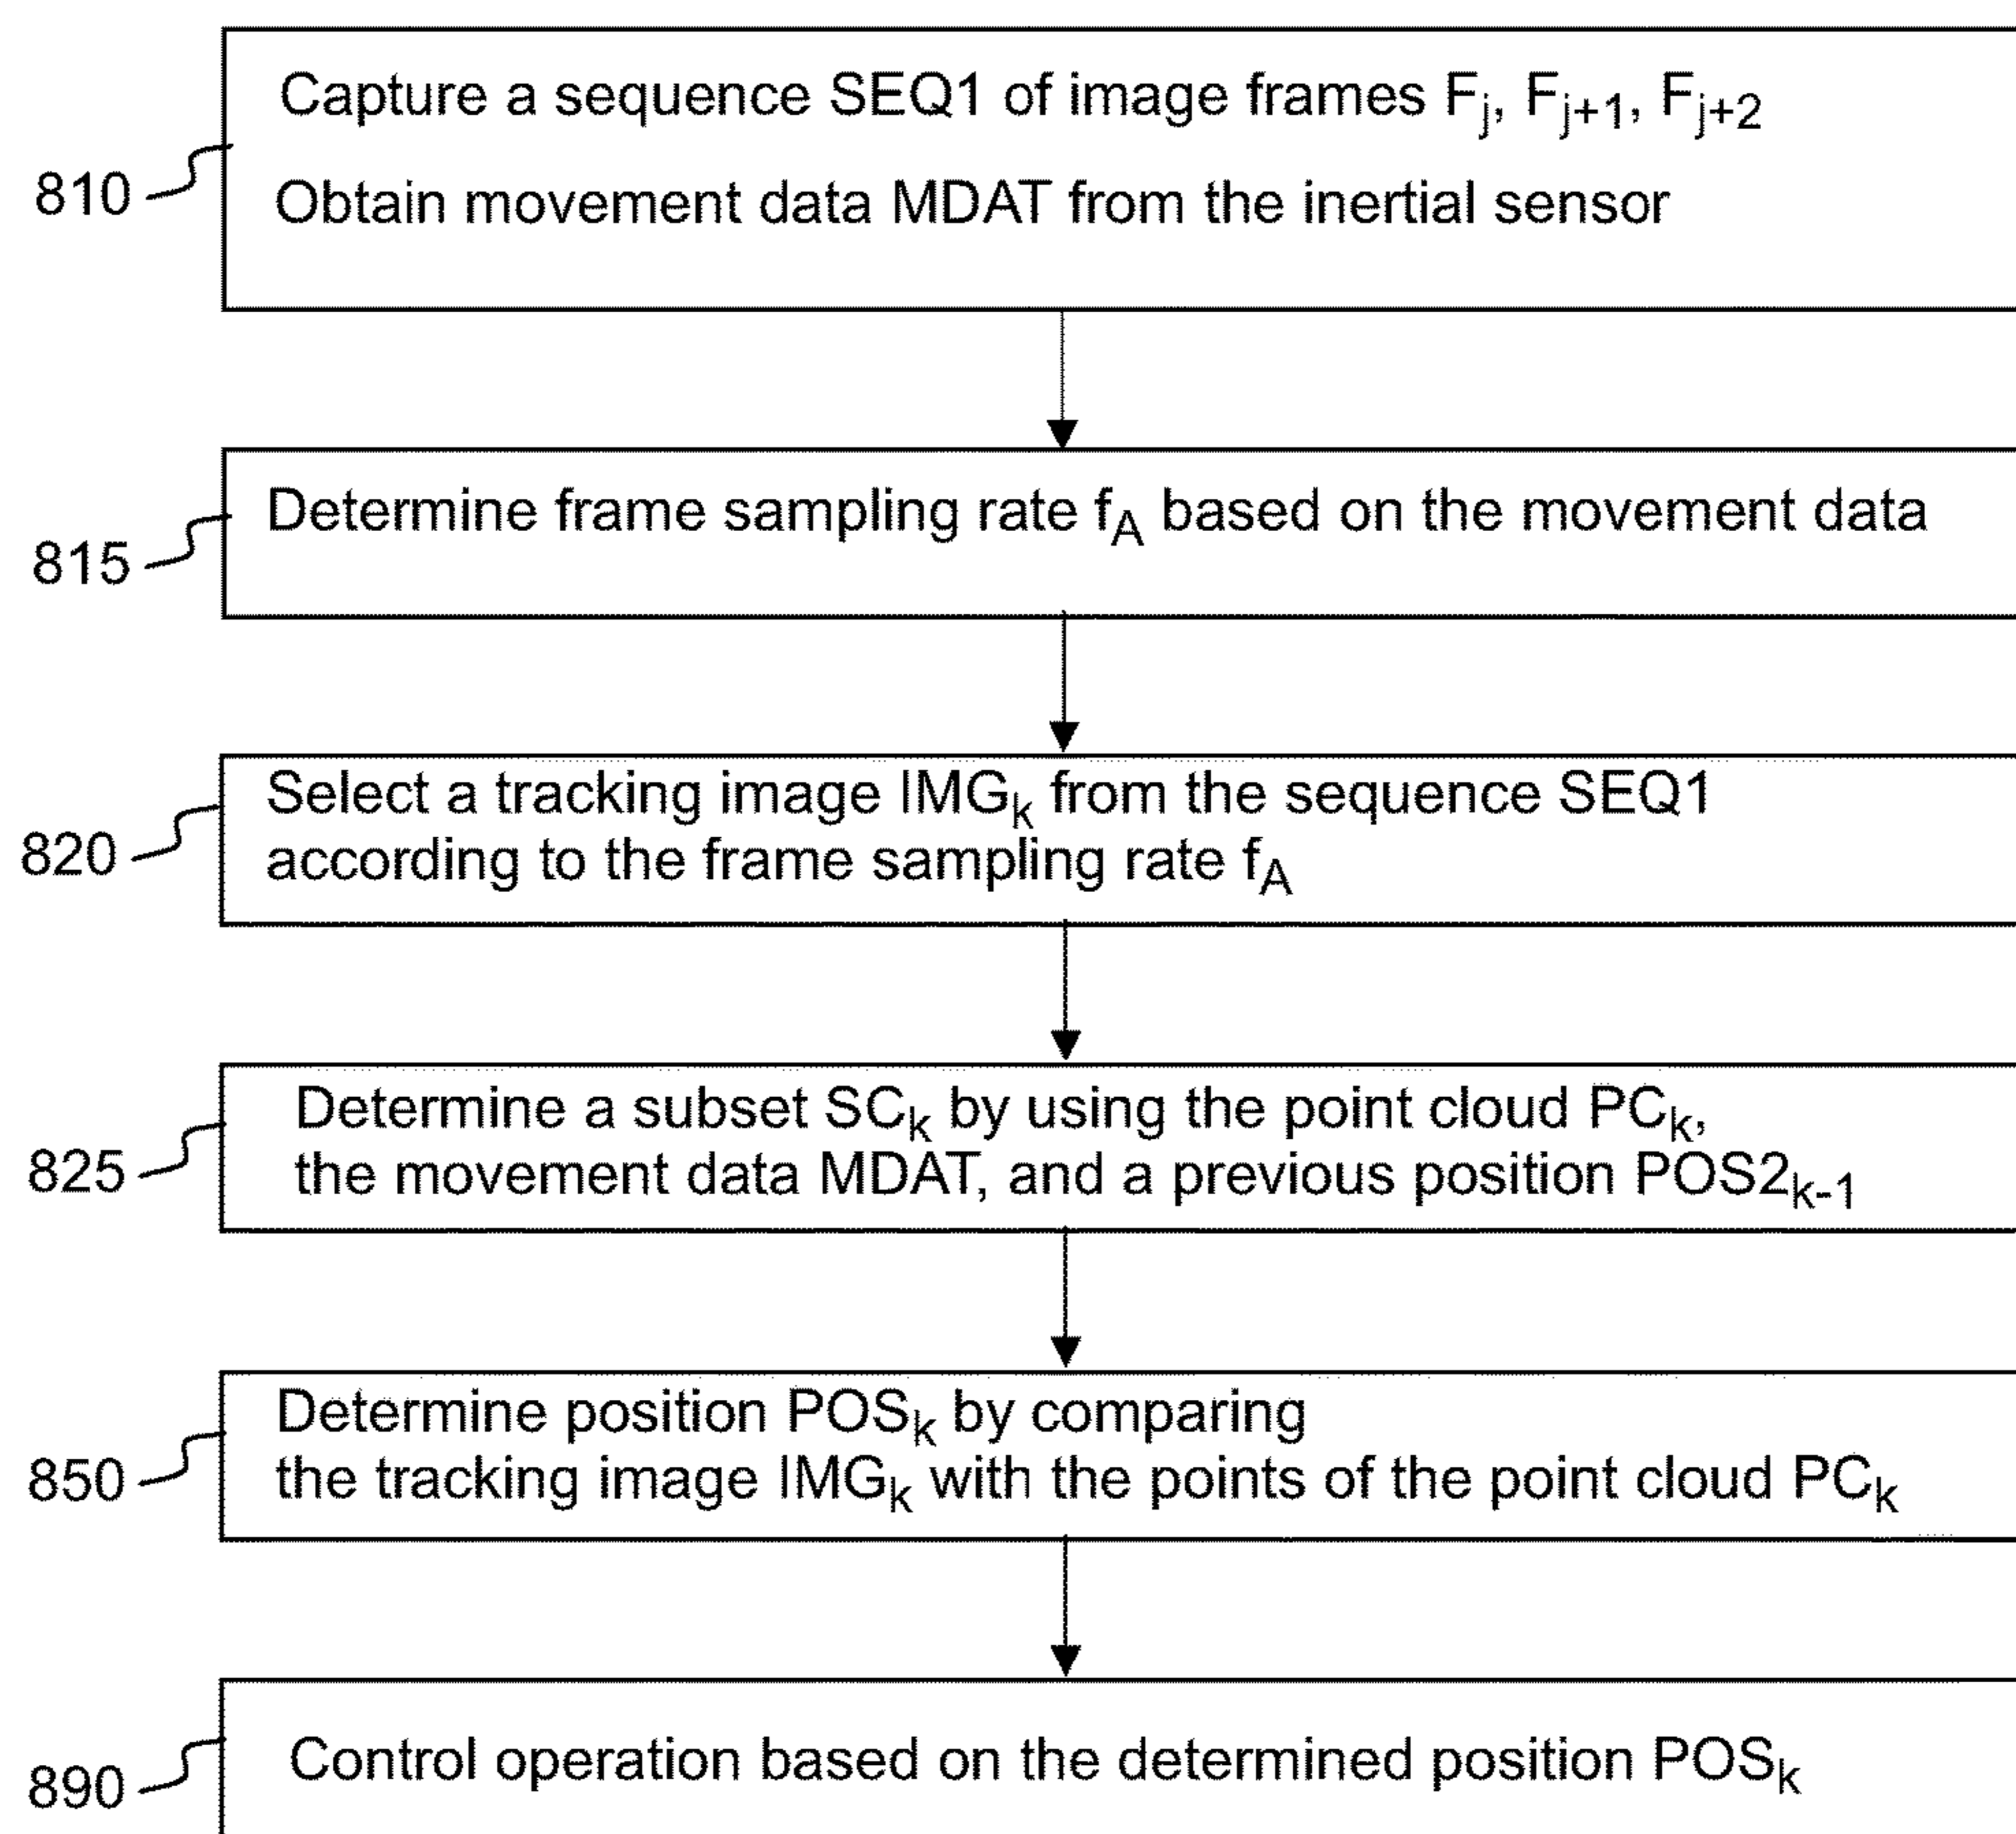 Capture a sequence SEQ1 of image frames Fj, Fj+1, Fj+2
810
Obtain movement data MDAT from the inertial sensor
Determine frame sampling rate fA based on the movement data
815
Select a tracking image IMGk from the sequence SEQ1
820
according to the frame sampling rate fA
Determine a subset SCk by using the point cloud PCk,
825
the movement data MDAT, and a previous position POS2k-1
Determine position POSk by comparing
850
the tracking image IMGk with the points of the point cloud PCk
Control operation based on the determined position POSk
890